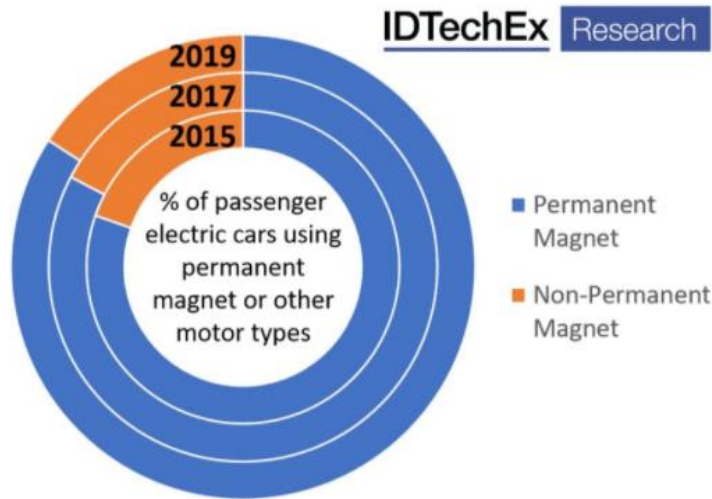 IDTechEx Research
2019
2017
2015
% of passenger
electric cars using
permanent
magnet or other
motor types
Permanent
Magnet
Non-Permanent
Magnet